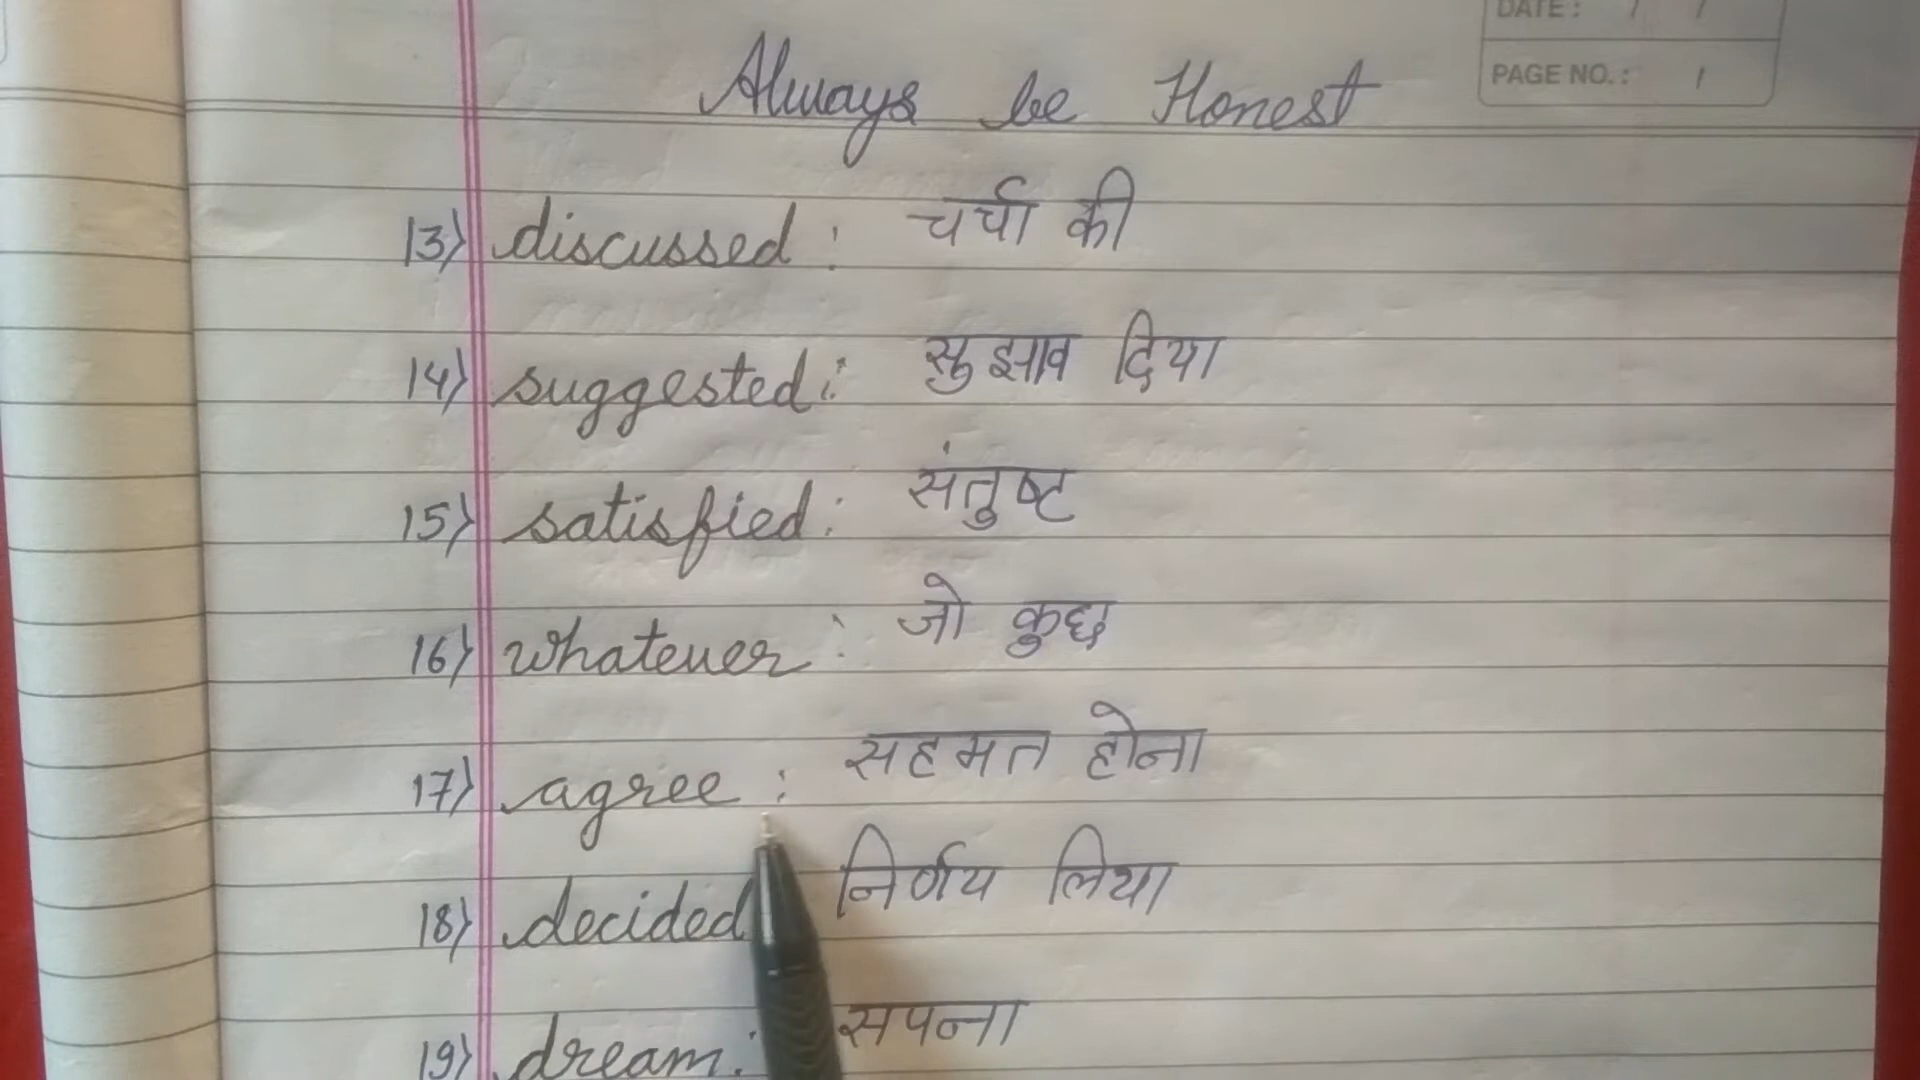 DATE : / /
PAGE NO. : /
Always be Honest
13) discussed : चर्चा की
14) suggested : सुझाव दिया
15) satisfied : संतुष्ट
16) whatever : जो कुछ
17) agree : सहमत होना
18) decided निर्णय लिया
19) dream : सपना